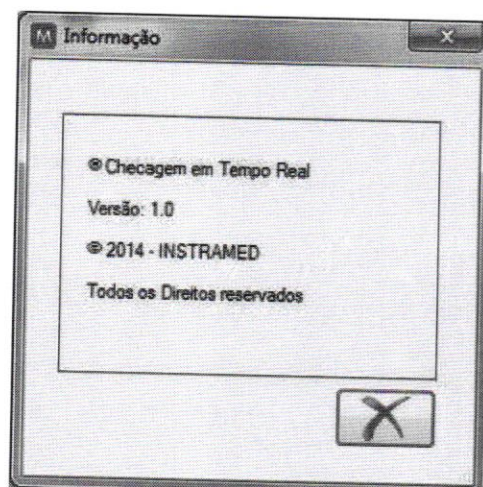 M Informação
® Checagem em Tempo Real
Versão: 1.0
© 2014 - INSTRAMED
Todos os Direitos reservados